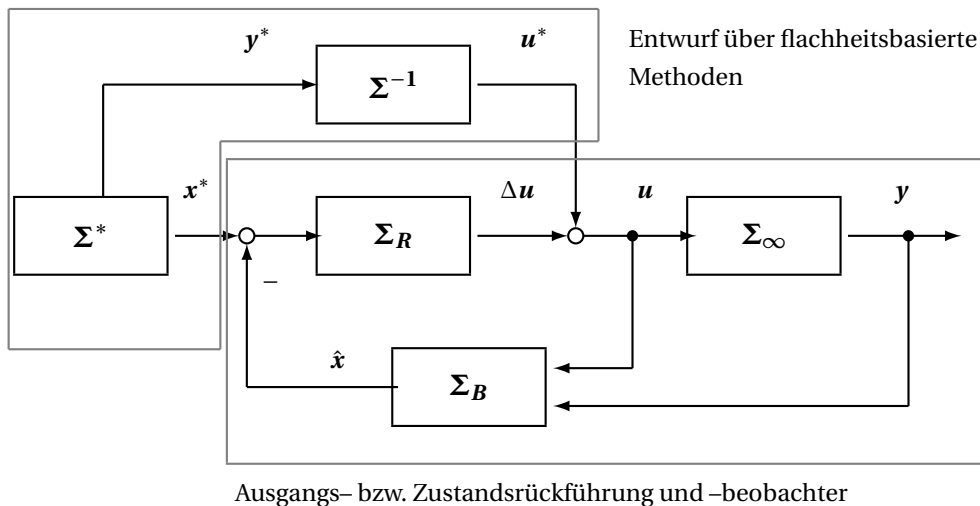 y* u* Entwurf über flachheitsbasierte
Σ⁻¹ Methoden
x* Δu u y
Σ* Σ_R Σ_∞
–
x̂ Σ_B
Ausgangs– bzw. Zustandsrückführung und –beobachter